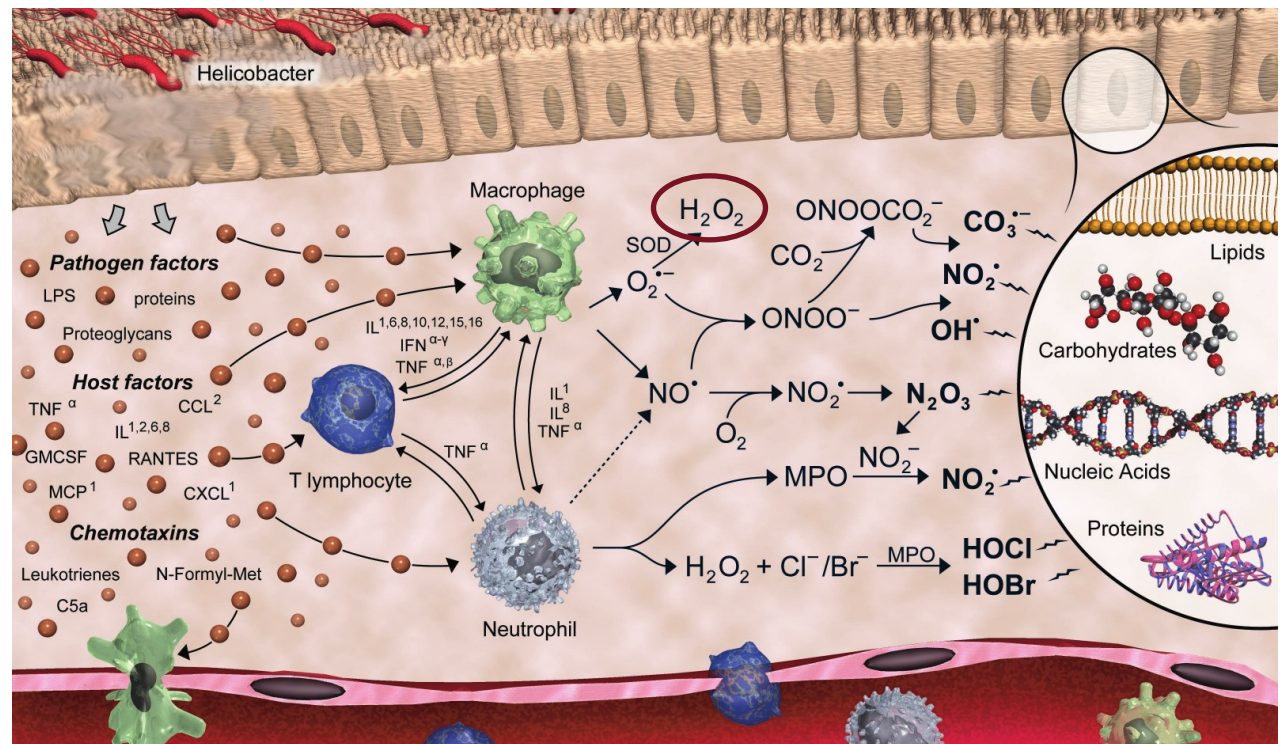 Helicobacter
Macrophage
H₂O₂
ONOOCO₂⁻
CO₃•⁻
SOD
CO₂
Lipids
Pathogen factors
O₂•⁻
NO₂•
LPS
proteins
ONOO⁻
OH•
Proteoglycans
IL1,6,8,10,12,15,16
IFN α-γ
TNF α,β
Carbohydrates
Host factors
TNF α
CCL2
IL1,2,6,8
IL1
IL8
TNF α
NO•
NO₂•
N₂O₃
O₂
GMCSF
RANTES
T lymphocyte
TNF α
NO₂⁻
Nucleic Acids
MCP1
CXCL1
MPO
NO₂•
Chemotaxins
Proteins
Leukotrienes
N-Formyl-Met
H₂O₂ + Cl⁻/Br⁻
MPO
HOCl
HOBr
C5a
Neutrophil